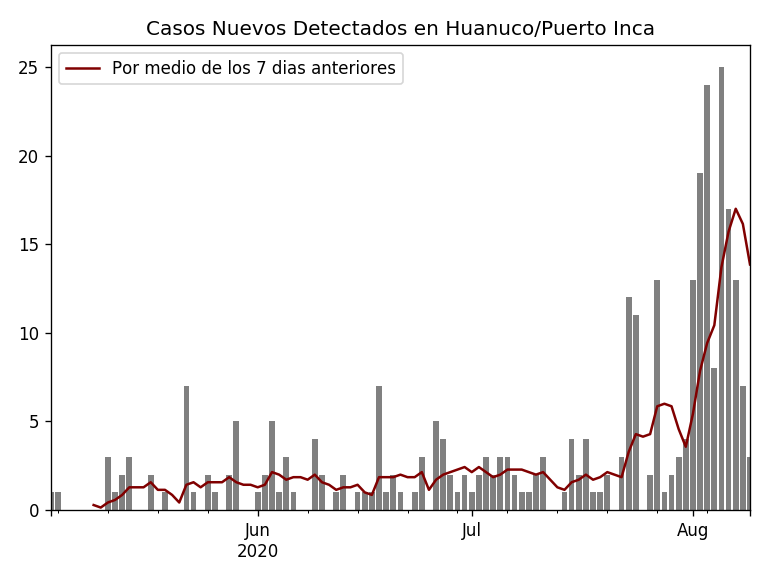 Casos Nuevos Detectados en Huanuco/Puerto Inca
Por medio de los 7 dias anteriores
25
20
15
10
5
0
Jun
2020
Jul
Aug